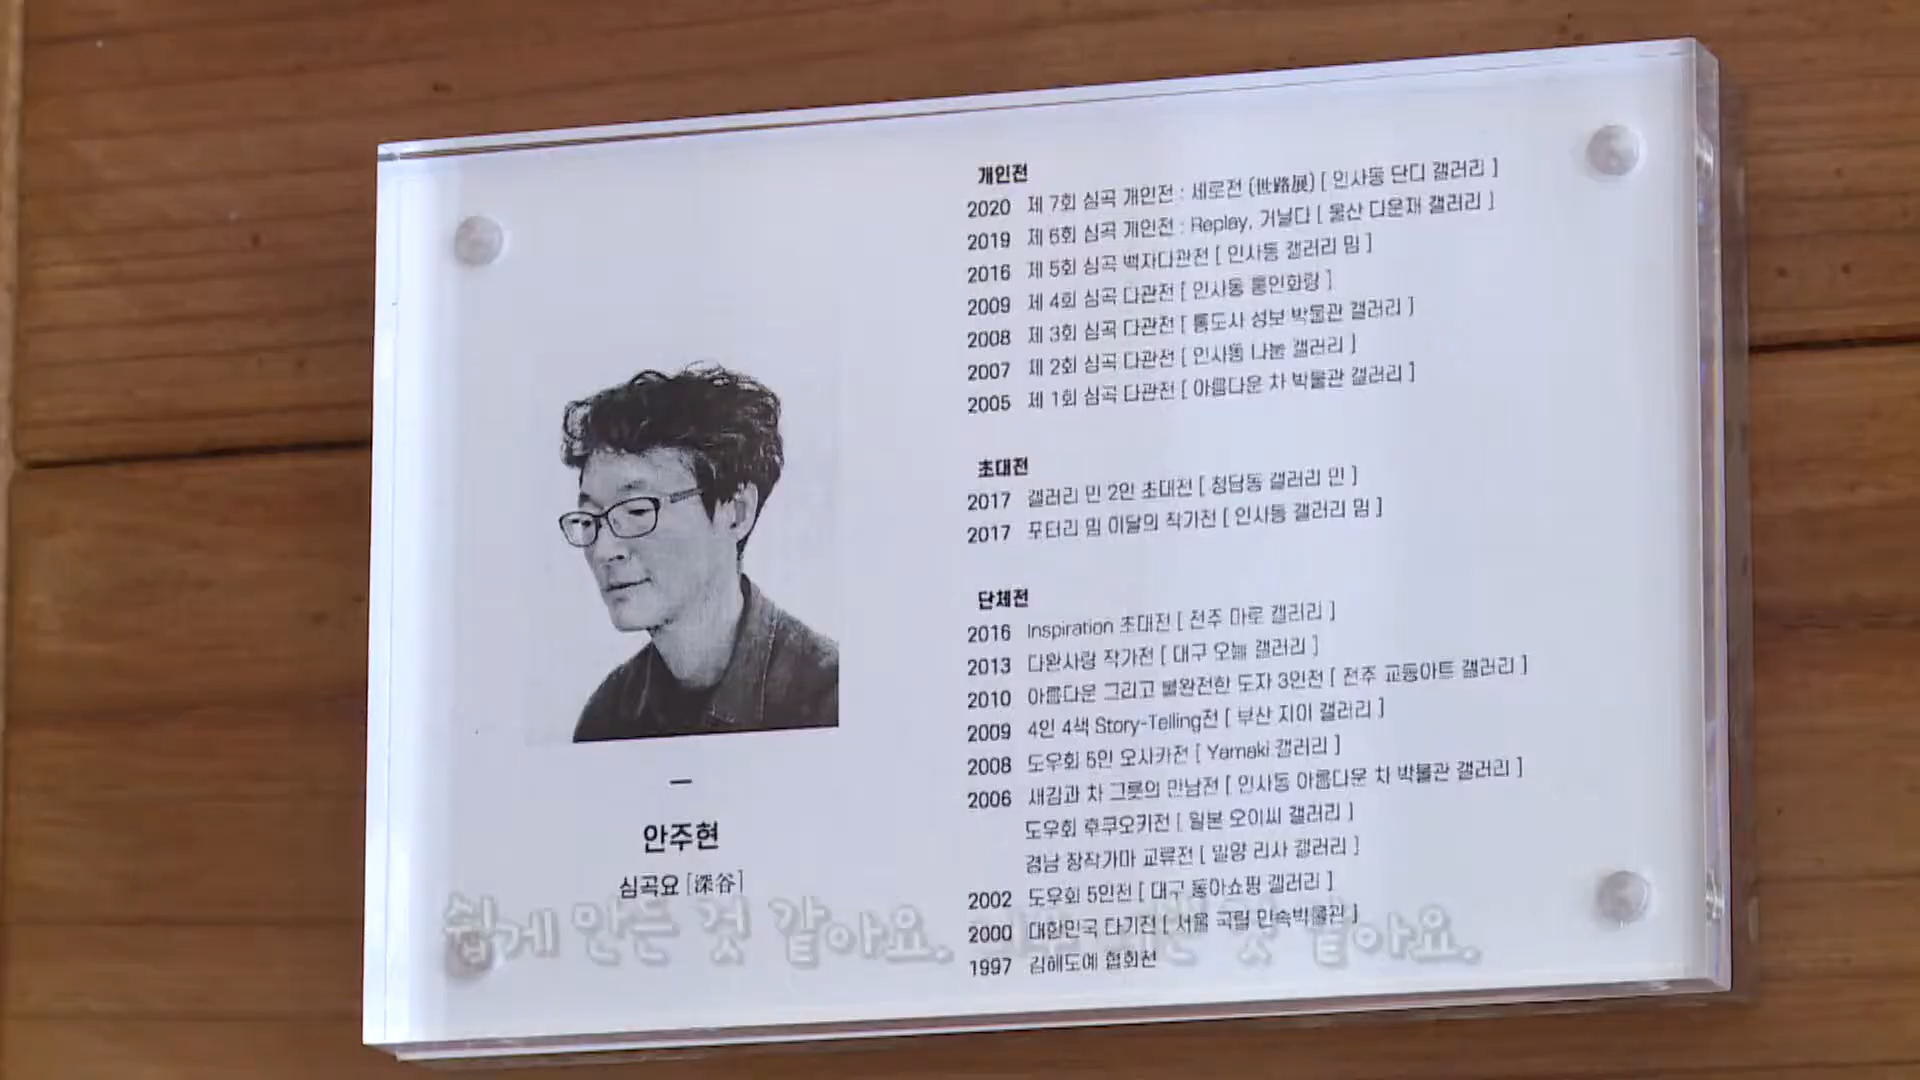 개인전
2020 제 7회 심곡 개인전 : 세로전 (世路展) [ 인사동 단디 갤러리 ]
2019 제 6회 심곡 개인전 : Replay, 거닐다 [ 울산 다운재 갤러리 ]
2016 제 5회 심곡 백자다관전 [ 인사동 갤러리 밈 ]
2009 제 4회 심곡 다관전 [ 인사동 통인화랑 ]
2008 제 3회 심곡 다관전 [ 통도사 성보 박물관 갤러리 ]
2007 제 2회 심곡 다관전 [ 인사동 나눔 갤러리 ]
2005 제 1회 심곡 다관전 [ 아름다운 차 박물관 갤러리 ]
초대전
2017 갤러리 민 2인 초대전 [ 청담동 갤러리 민 ]
2017 포터리 밈 이달의 작가전 [ 인사동 갤러리 밈 ]
단체전
2016 Inspiration 초대전 [ 전주 마로 갤러리 ]
2013 다완사랑 작가전 [ 대구 오늘 갤러리 ]
2010 아름다운 그리고 불완전한 도자 3인전 [ 전주 교동아트 갤러리 ]
2009 4인 4색 Story-Telling전 [ 부산 지이 갤러리 ]
2008 도우회 5인 오사카전 [ Yamaki 갤러리 ]
2006 새김과 차 그릇의 만남전 [ 인사동 아름다운 차 박물관 갤러리 ]
도우회 후쿠오키전 [ 일본 오이씨 갤러리 ]
경남 장작가마 교류전 [ 밀양 리사 갤러리 ]
2002 도우회 5인전 [ 대구 동아쇼핑 갤러리 ]
2000 대한민국 다기전 [ 서울 국립 민속박물관 ]
1997 김해도예 협회전
안주현
심곡요 [深谷]
쉽게 만든 것 같아요. 것 같아요.